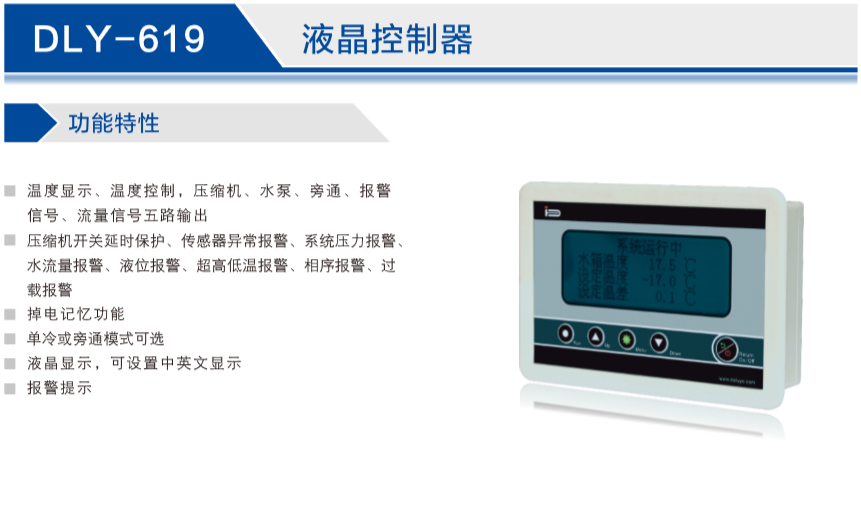 DLY-619
液晶控制器
功能特性
温度显示、温度控制，压缩机、水泵、旁通、报警
信号、流量信号五路输出
压缩机开关延时保护、传感器异常报警、系统压力报警、
水流量报警、液位报警、超高低温报警、相序报警、过
载报警
掉电记忆功能
单冷或旁通模式可选
液晶显示，可设置中英文显示
报警提示
系统运行中
水箱温度 17.5 ℃
设定温度 -17.0 ℃
设定温差 0.1 ℃
Run Up Menu Down Return
On/Off